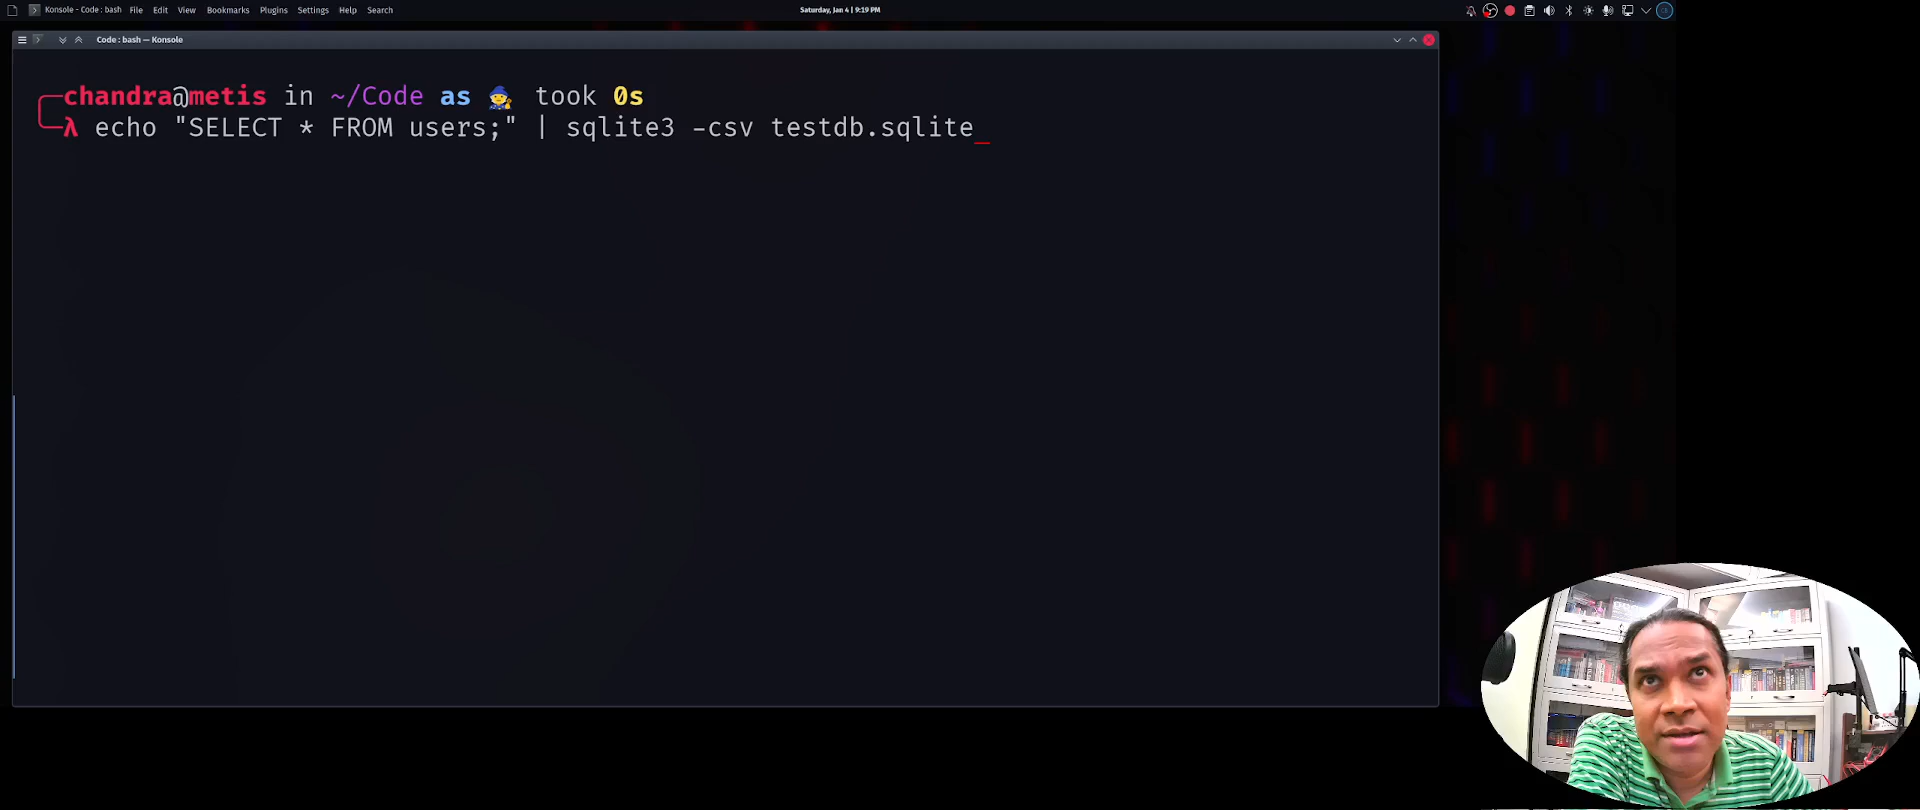 Konsole - Code : bash File Edit View Bookmarks Plugins Settings Help Search
Saturday, Jan 4 | 9:19 PM
Code : bash — Konsole
chandra@metis in ~/Code as 🧙 took 0s
λ echo "SELECT * FROM users;" | sqlite3 -csv testdb.sqlite_